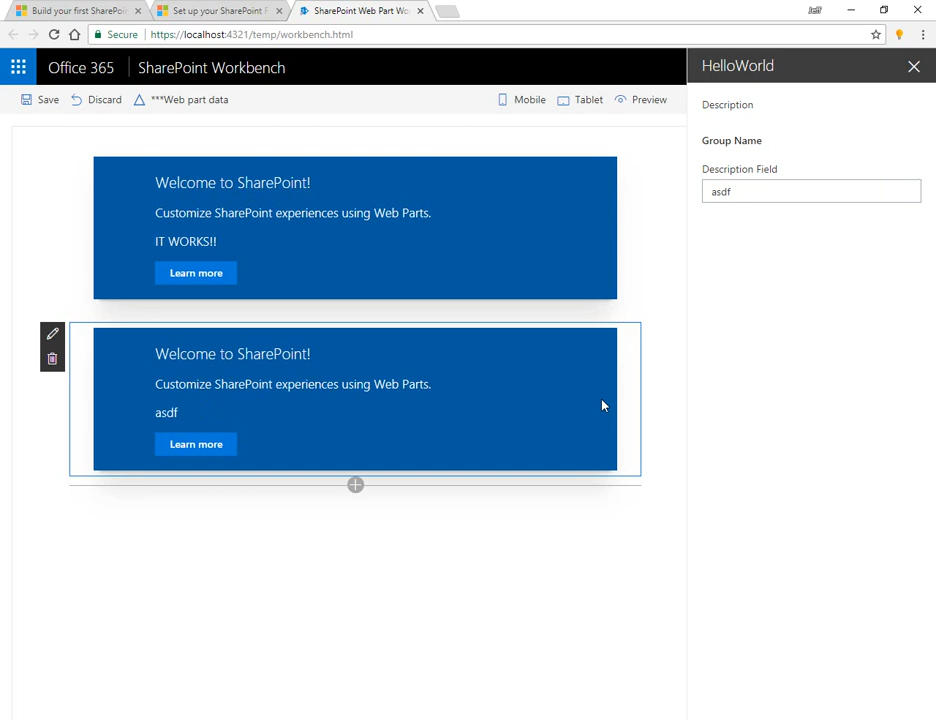 Build your first SharePoi
Set up your SharePoint F
SharePoint Web Part Wo
Secure
https://localhost:4321/temp/workbench.html
Office 365
SharePoint Workbench
HelloWorld
Save
Discard
***Web part data
Mobile
Tablet
Preview
Description
Group Name
Description Field
asdf
Welcome to SharePoint!
Customize SharePoint experiences using Web Parts.
IT WORKS!!
Learn more
Welcome to SharePoint!
Customize SharePoint experiences using Web Parts.
asdf
Learn more